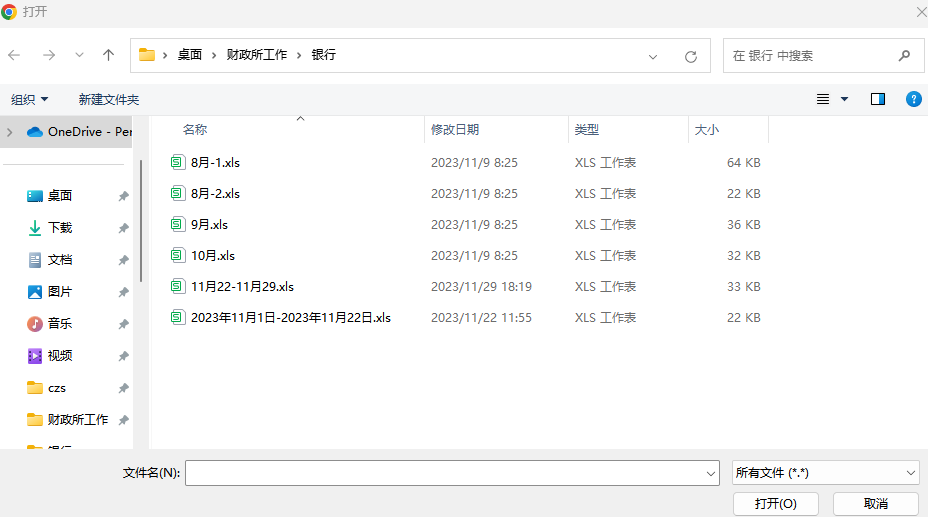 打开
桌面 财政所工作 银行
在 银行 中搜索
组织 新建文件夹
OneDrive - Per
桌面
下载
文档
图片
音乐
视频
czs
财政所工作
名称 修改日期 类型 大小
8月-1.xls 2023/11/9 8:25 XLS 工作表 64 KB
8月-2.xls 2023/11/9 8:25 XLS 工作表 22 KB
9月.xls 2023/11/9 8:25 XLS 工作表 36 KB
10月.xls 2023/11/9 8:25 XLS 工作表 32 KB
11月22-11月29.xls 2023/11/29 18:19 XLS 工作表 33 KB
2023年11月1日-2023年11月22日.xls 2023/11/22 11:55 XLS 工作表 22 KB
文件名(N):
所有文件 (*.*)
打开(O) 取消